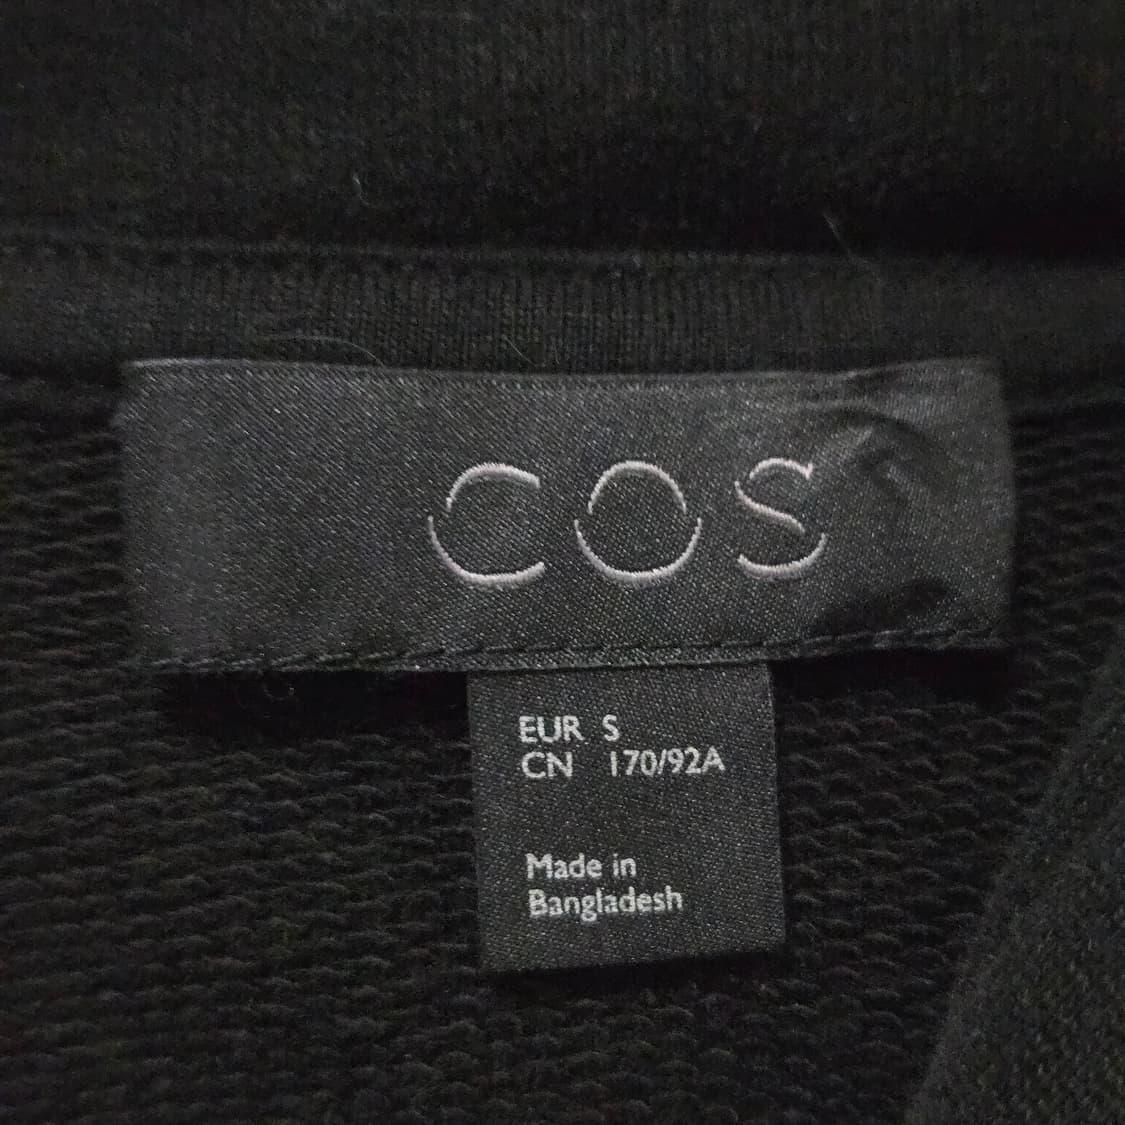 COS
EUR S
CN 170/92A
Made in
Bangladesh